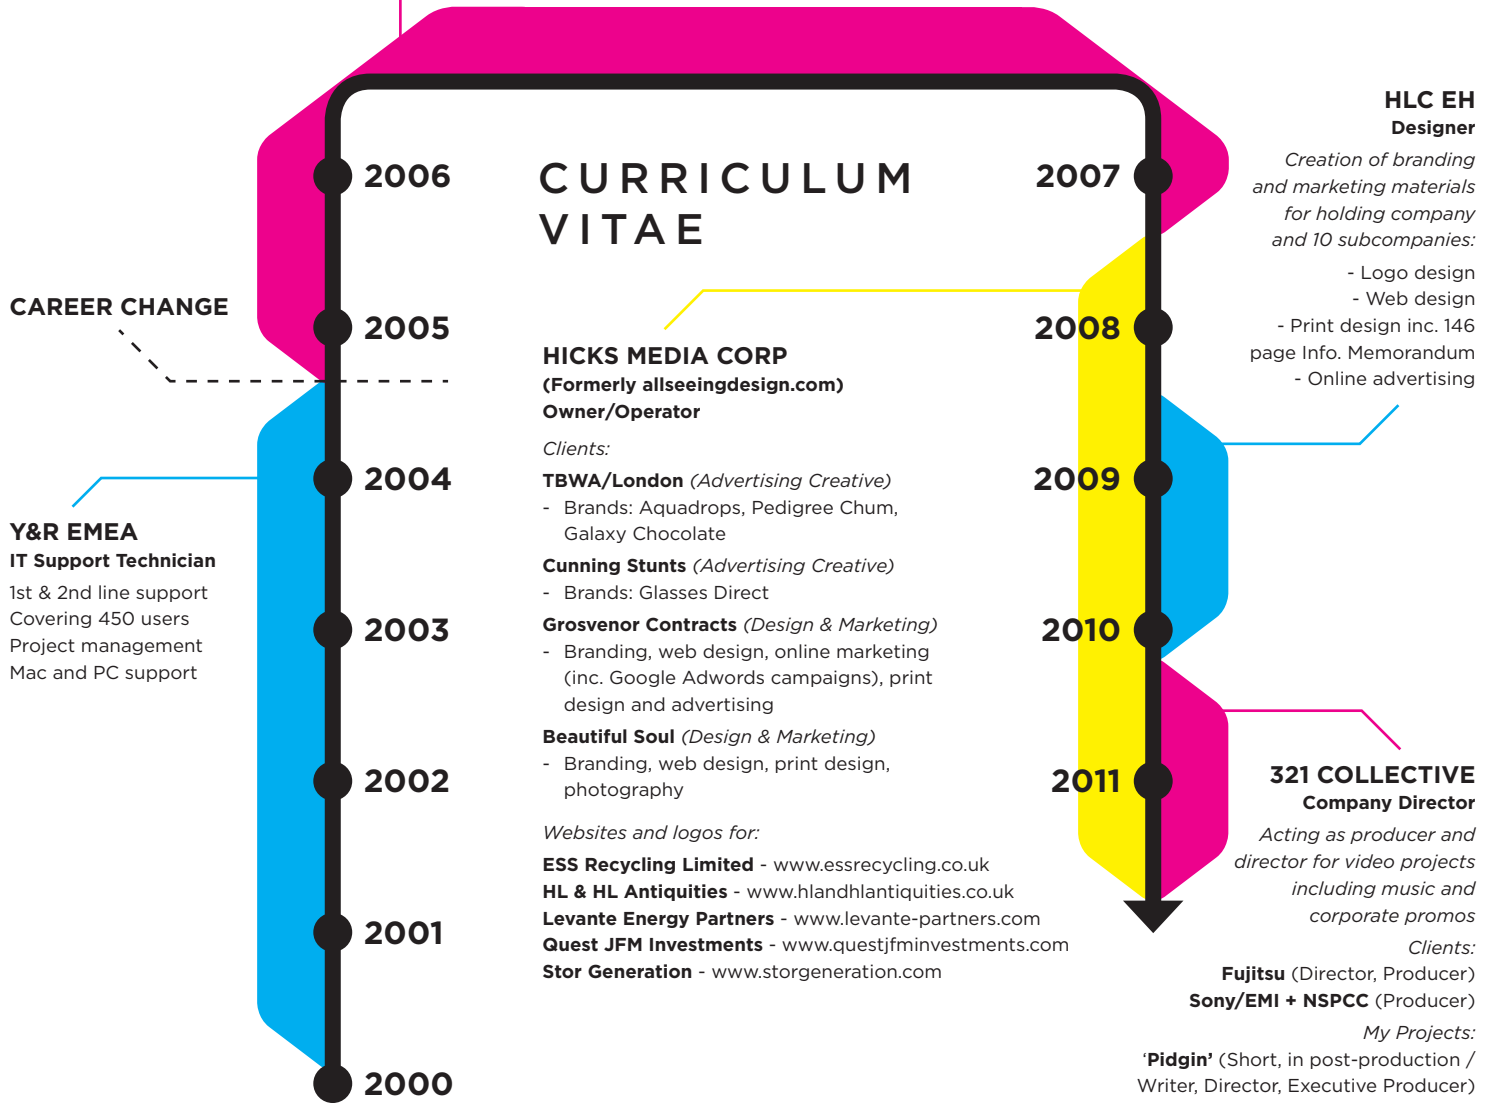 CURRICULUM
VITAE
2006
2005
2004
2003
2002
2001
2000
CAREER CHANGE
Y&R EMEA
IT Support Technician
1st & 2nd line support
Covering 450 users
Project management
Mac and PC support
HICKS MEDIA CORP
(Formerly allseeingdesign.com)
Owner/Operator
Clients:
TBWA/London (Advertising Creative)
- Brands: Aquadrops, Pedigree Chum,
Galaxy Chocolate
Cunning Stunts (Advertising Creative)
- Brands: Glasses Direct
Grosvenor Contracts (Design & Marketing)
- Branding, web design, online marketing
(inc. Google Adwords campaigns), print
design and advertising
Beautiful Soul (Design & Marketing)
- Branding, web design, print design,
photography
Websites and logos for:
ESS Recycling Limited - www.essrecycling.co.uk
HL & HL Antiquities - www.hlandhlantiquities.co.uk
Levante Energy Partners - www.levante-partners.com
Quest JFM Investments - www.questjfminvestments.com
Stor Generation - www.storgeneration.com
2007
2008
2009
2010
2011
HLC EH
Designer
Creation of branding
and marketing materials
for holding company
and 10 subcompanies:
- Logo design
- Web design
- Print design inc. 146
page Info. Memorandum
- Online advertising
321 COLLECTIVE
Company Director
Acting as producer and
director for video projects
including music and
corporate promos
Clients:
Fujitsu (Director, Producer)
Sony/EMI + NSPCC (Producer)
My Projects:
‘Pidgin’ (Short, in post-production /
Writer, Director, Executive Producer)